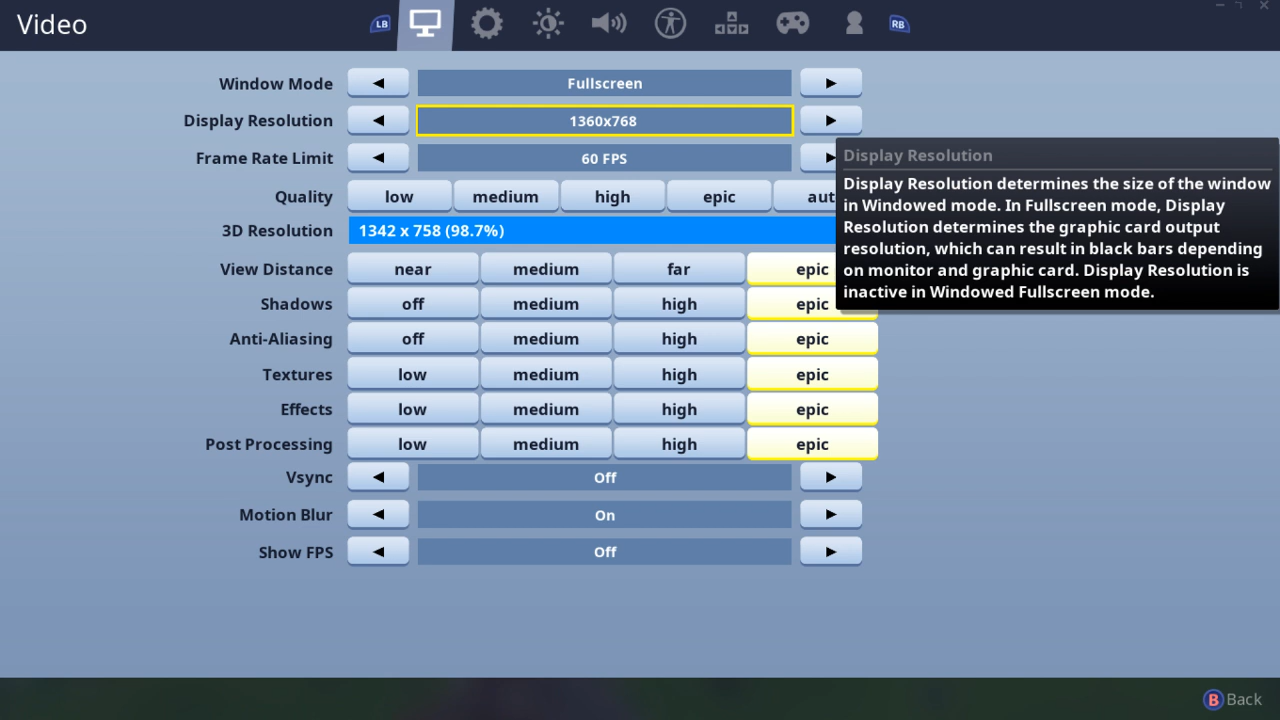 Video
LB
RB
Window Mode
Fullscreen
Display Resolution
1360x768
Frame Rate Limit
60 FPS
Display Resolution
Display Resolution determines the size of the window
in Windowed mode. In Fullscreen mode, Display
Resolution determines the graphic card output
resolution, which can result in black bars depending
on monitor and graphic card. Display Resolution is
inactive in Windowed Fullscreen mode.
Quality
low
medium
high
epic
aut
3D Resolution
1342 x 758 (98.7%)
View Distance
near
medium
far
epic
Shadows
off
medium
high
epic
Anti-Aliasing
off
medium
high
epic
Textures
low
medium
high
epic
Effects
low
medium
high
epic
Post Processing
low
medium
high
epic
Vsync
Off
Motion Blur
On
Show FPS
Off
B Back